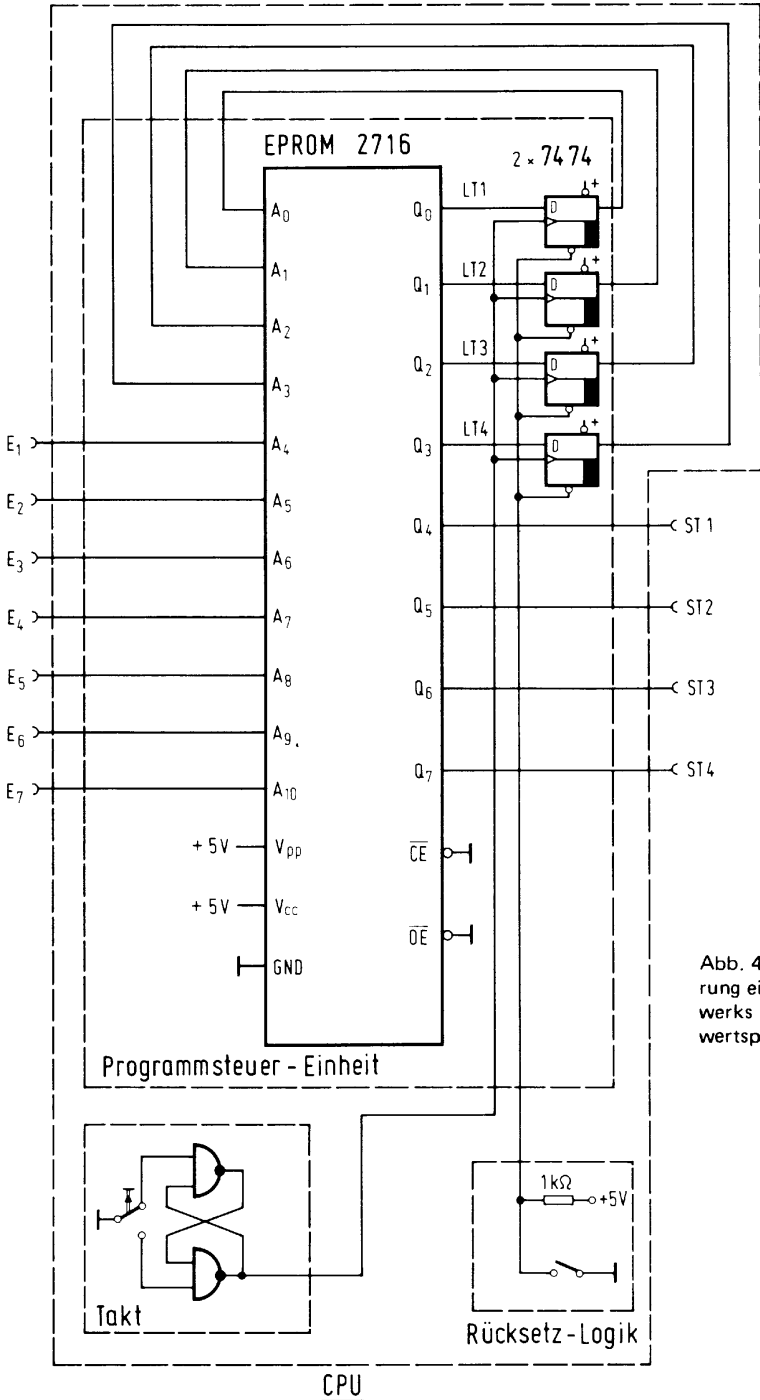 EPROM 2716
2 × 7474
A0
A1
A2
A3
A4
A5
A6
A7
A8
A9
A10
+5V
Vpp
+5V
Vcc
GND
Q0
Q1
Q2
Q3
Q4
Q5
Q6
Q7
CE
OE
LT1
LT2
LT3
LT4
D
+
D
+
D
+
D
+
E1
E2
E3
E4
E5
E6
E7
ST1
ST2
ST3
ST4
Programmsteuer-Einheit
Abb. 4
rung ei
werks
wertsp
Takt
1kΩ
+5V
Rücksetz-Logik
CPU